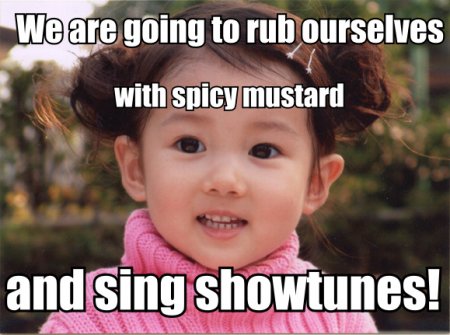 We are going to rub ourselves
with spicy mustard
and sing showtunes!